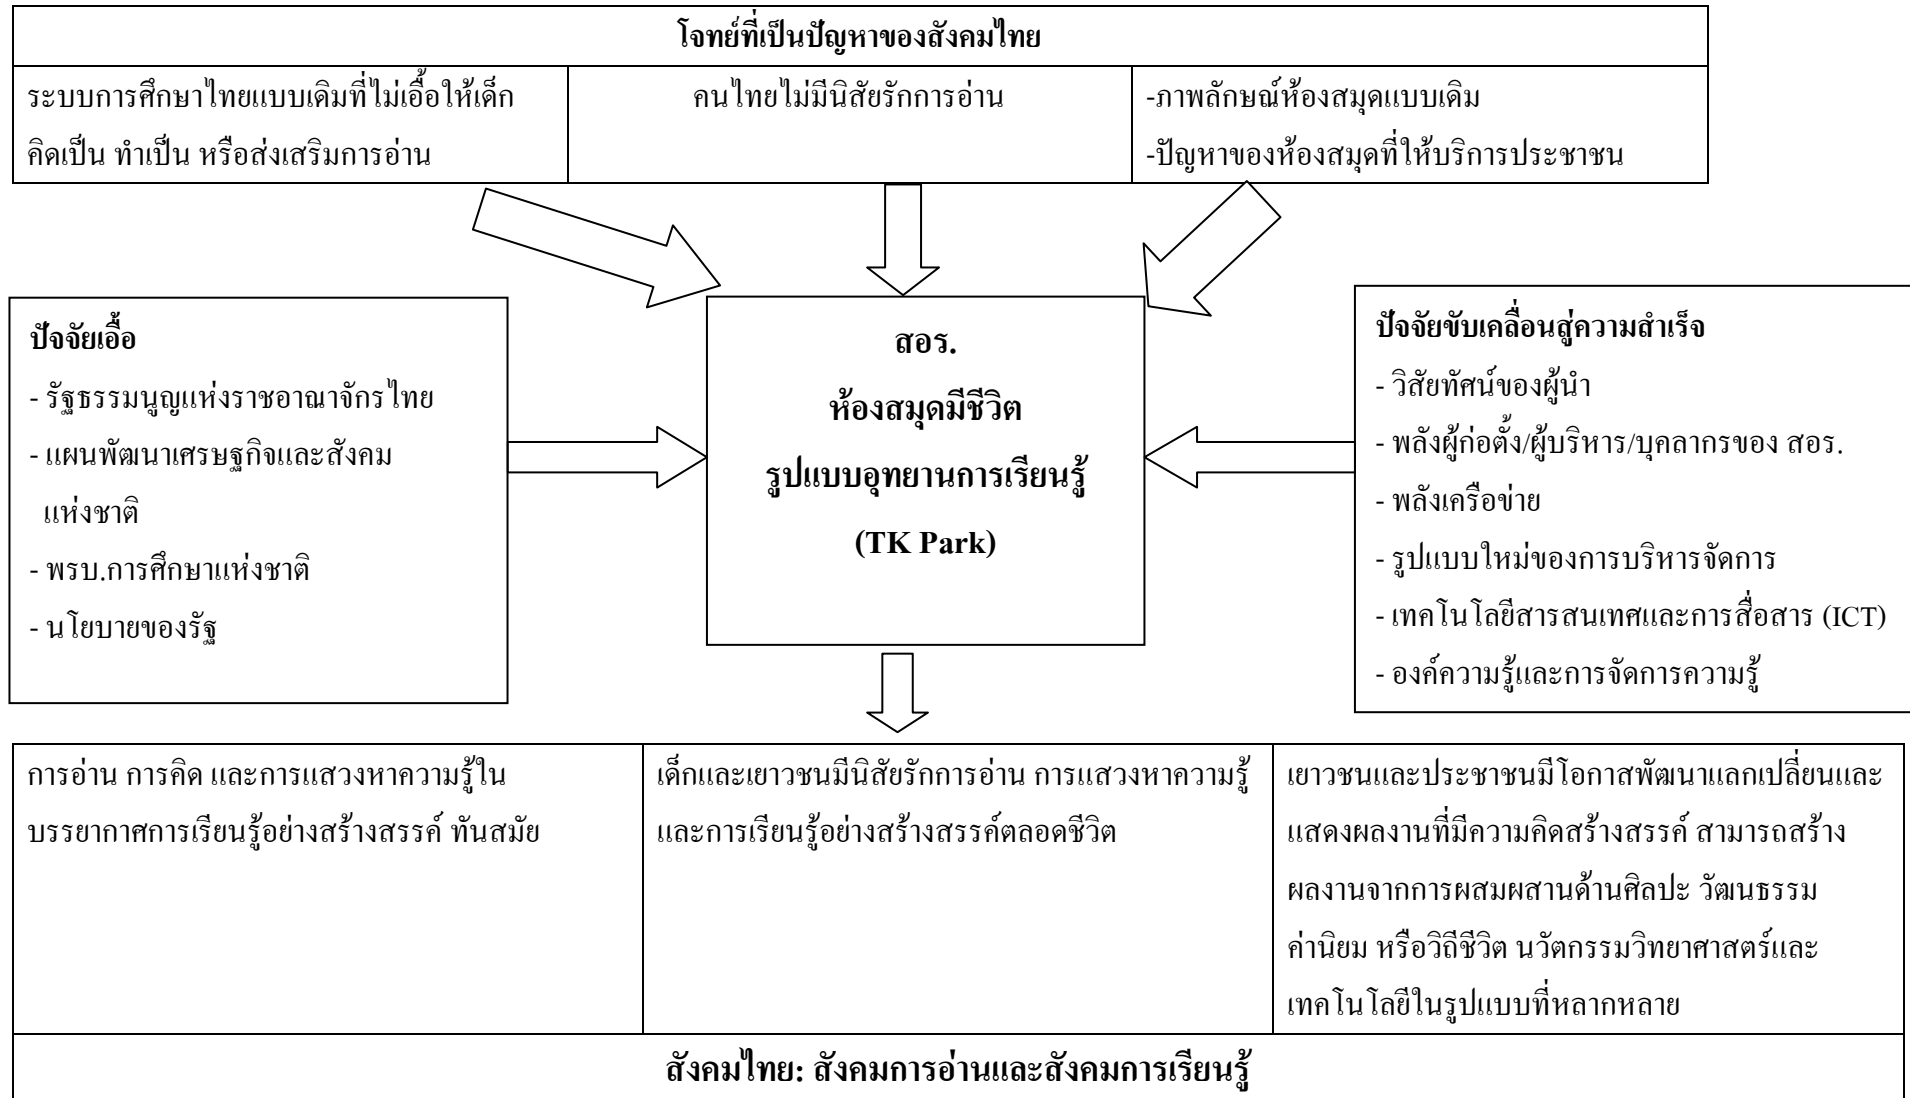 โจทย์ที่เป็นปัญหาของสังคมไทย
ระบบการศึกษาไทยแบบเดิมที่ไม่เอื้อให้เด็ก
คิดเป็น ทำเป็น หรือส่งเสริมการอ่าน
คนไทยไม่มีนิสัยรักการอ่าน
-ภาพลักษณ์ห้องสมุดแบบเดิม
-ปัญหาของห้องสมุดที่ให้บริการประชาชน
ปัจจัยเอื้อ
- รัฐธรรมนูญแห่งราชอาณาจักรไทย
- แผนพัฒนาเศรษฐกิจและสังคม
แห่งชาติ
- พรบ.การศึกษาแห่งชาติ
- นโยบายของรัฐ
สอร.
ห้องสมุดมีชีวิต
รูปแบบอุทยานการเรียนรู้
(TK Park)
ปัจจัยขับเคลื่อนสู่ความสำเร็จ
- วิสัยทัศน์ของผู้นำ
- พลังผู้ก่อตั้ง/ผู้บริหาร/บุคลากรของ สอร.
- พลังเครือข่าย
- รูปแบบใหม่ของการบริหารจัดการ
- เทคโนโลยีสารสนเทศและการสื่อสาร (ICT)
- องค์ความรู้และการจัดการความรู้
การอ่าน การคิด และการแสวงหาความรู้ใน
บรรยากาศการเรียนรู้อย่างสร้างสรรค์ ทันสมัย
เด็กและเยาวชนมีนิสัยรักการอ่าน การแสวงหาความรู้
และการเรียนรู้อย่างสร้างสรรค์ตลอดชีวิต
เยาวชนและประชาชนมีโอกาสพัฒนาแลกเปลี่ยนและ
แสดงผลงานที่มีความคิดสร้างสรรค์ สามารถสร้าง
ผลงานจากการผสมผสานด้านศิลปะ วัฒนธรรม
ค่านิยม หรือวิถีชีวิต นวัตกรรมวิทยาศาสตร์และ
เทคโนโลยีในรูปแบบที่หลากหลาย
สังคมไทย: สังคมการอ่านและสังคมการเรียนรู้